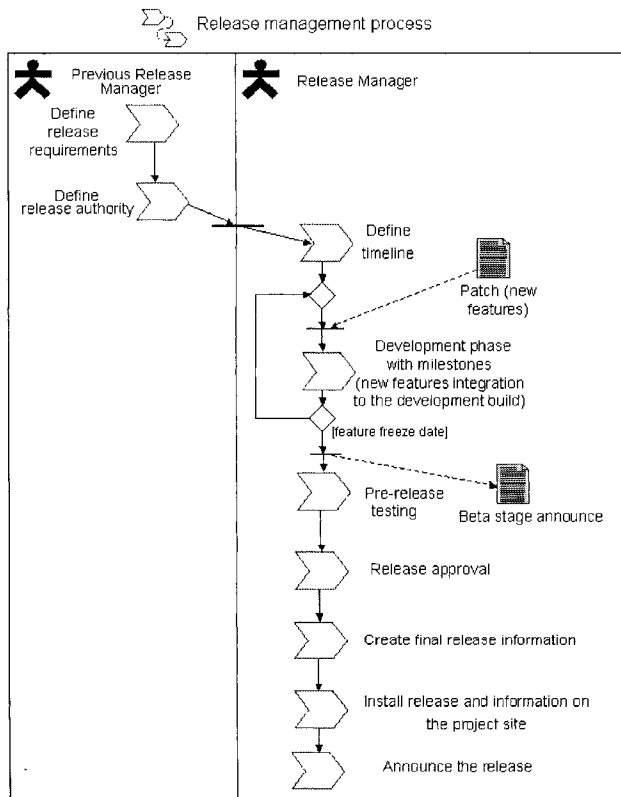 Release management process
Previous Release
Manager
Release Manager
Define
release
requirements
Define
release authority
Define
timeline
Patch (new
features)
Development phase
with milestones
(new features integration
to the development build)
[feature freeze date]
Pre-release
testing
Beta stage announce
Release approval
Create final release information
Install release and information on
the project site
Announce the release